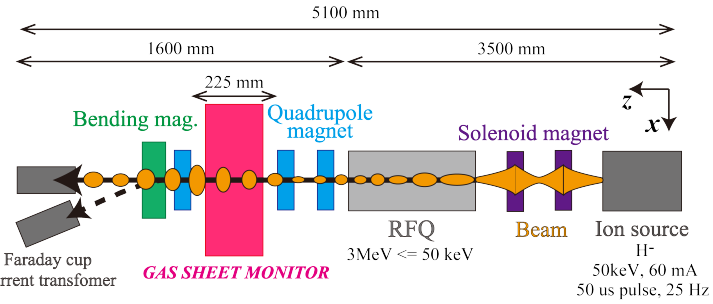 5100 mm
1600 mm
3500 mm
225 mm
z
x
Bending mag.
Quadrupole
magnet
Solenoid magnet
RFQ
3MeV <= 50 keV
Beam
Ion source
H-
50keV, 60 mA
50 us pulse, 25 Hz
GAS SHEET MONITOR
Faraday cup
rrent transfomer